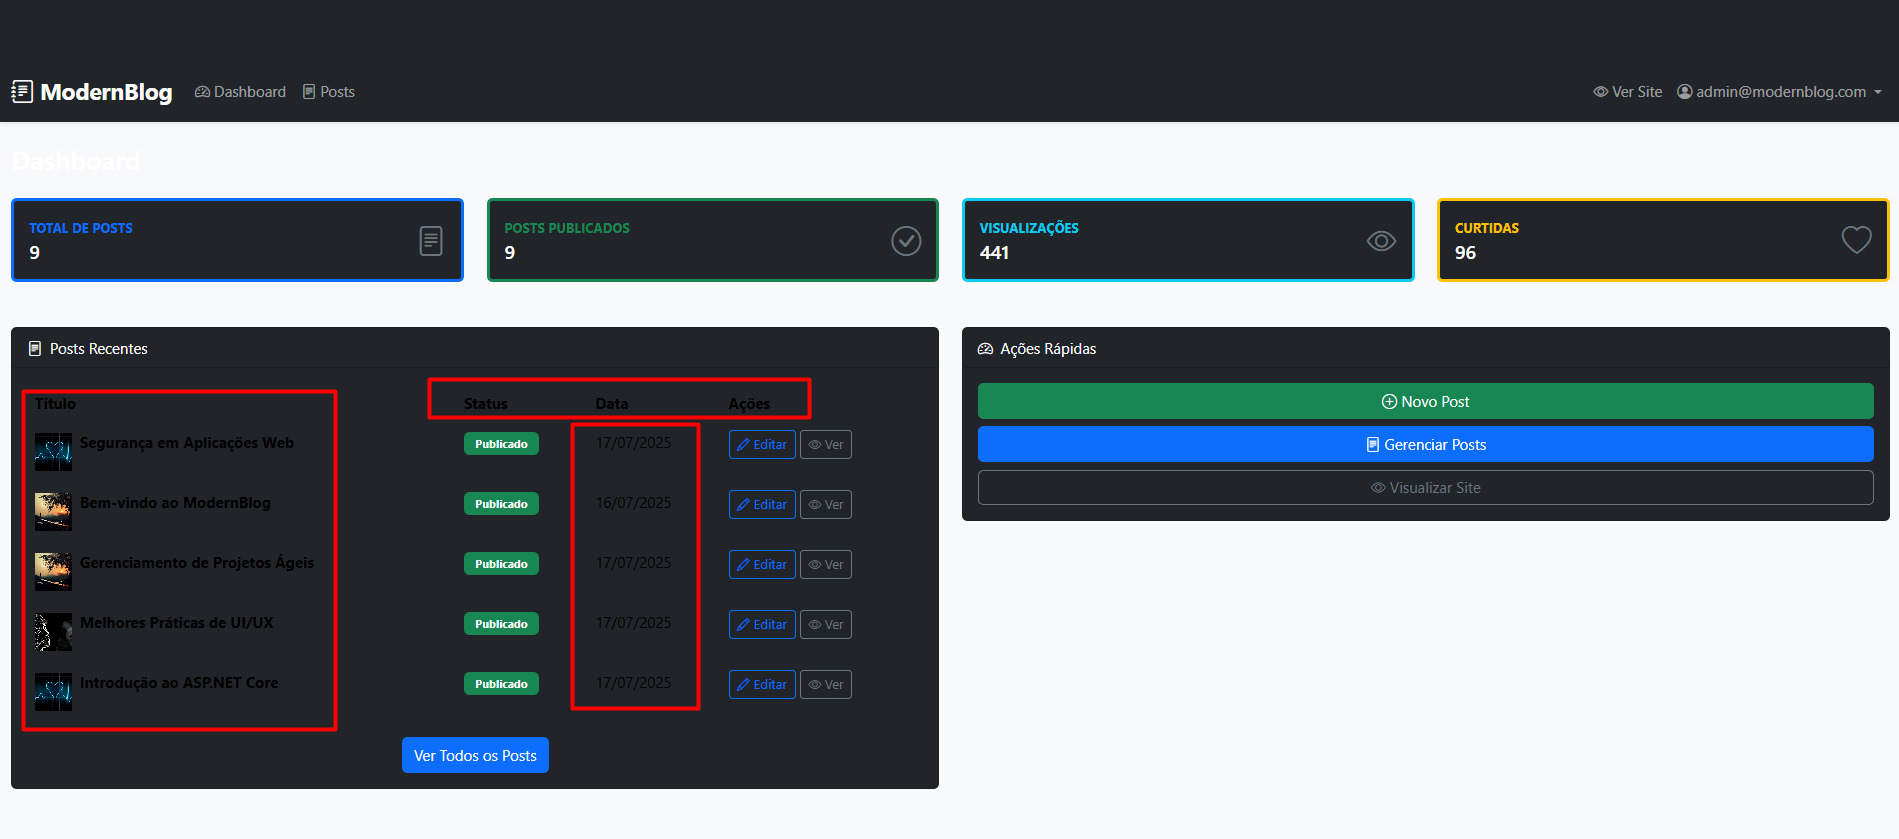 ModernBlog Dashboard Posts Ver Site admin@modernblog.com
Dashboard
TOTAL DE POSTS
9
POSTS PUBLICADOS
9
VISUALIZAÇÕES
441
CURTIDAS
96
Posts Recentes
Título Status Data Ações
Segurança em Aplicações Web Publicado 17/07/2025 Editar Ver
Bem-vindo ao ModernBlog Publicado 16/07/2025 Editar Ver
Gerenciamento de Projetos Ágeis Publicado 17/07/2025 Editar Ver
Melhores Práticas de UI/UX Publicado 17/07/2025 Editar Ver
Introdução ao ASP.NET Core Publicado 17/07/2025 Editar Ver
Ver Todos os Posts
Ações Rápidas
Novo Post
Gerenciar Posts
Visualizar Site